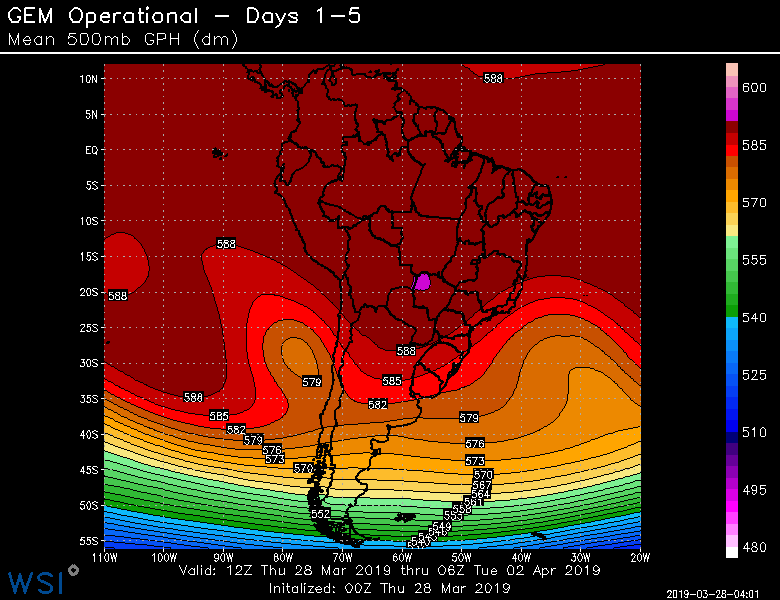 GEM Operational - Days 1-5
Mean 500mb GPH (dm)
10N
5N
EQ
5S
10S
15S
20S
25S
30S
35S
40S
45S
50S
55S
588
588
588
588
579
585
588
582
585
582
579
576
573
570
579
576
573
570
567
564
561
558
555
552
549
546
600
585
570
555
540
525
510
495
480
110W 100W 90W 80W 70W 60W 50W 40W 30W 20W
Valid: 12Z Thu 28 Mar 2019 thru 06Z Tue 02 Apr 2019
Initalized: 00Z Thu 28 Mar 2019
WSI
2019-03-28-04:01